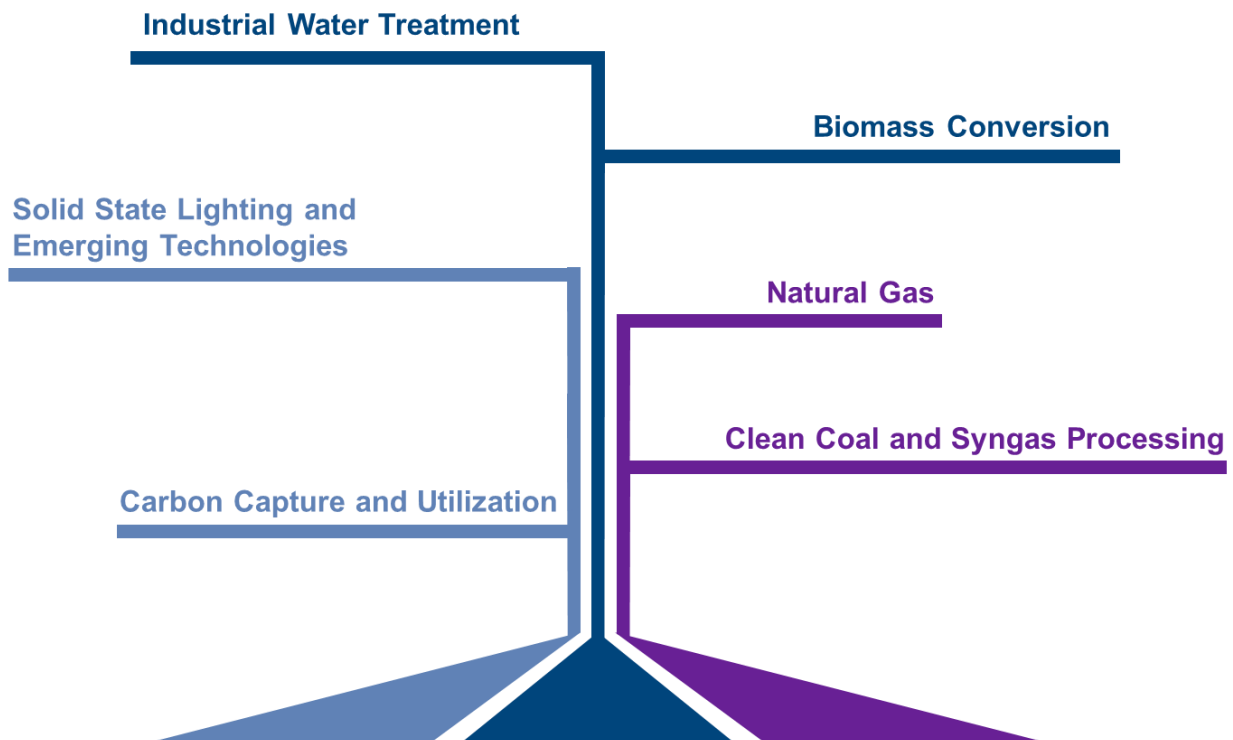 Industrial Water Treatment
Biomass Conversion
Solid State Lighting and
Emerging Technologies
Natural Gas
Clean Coal and Syngas Processing
Carbon Capture and Utilization